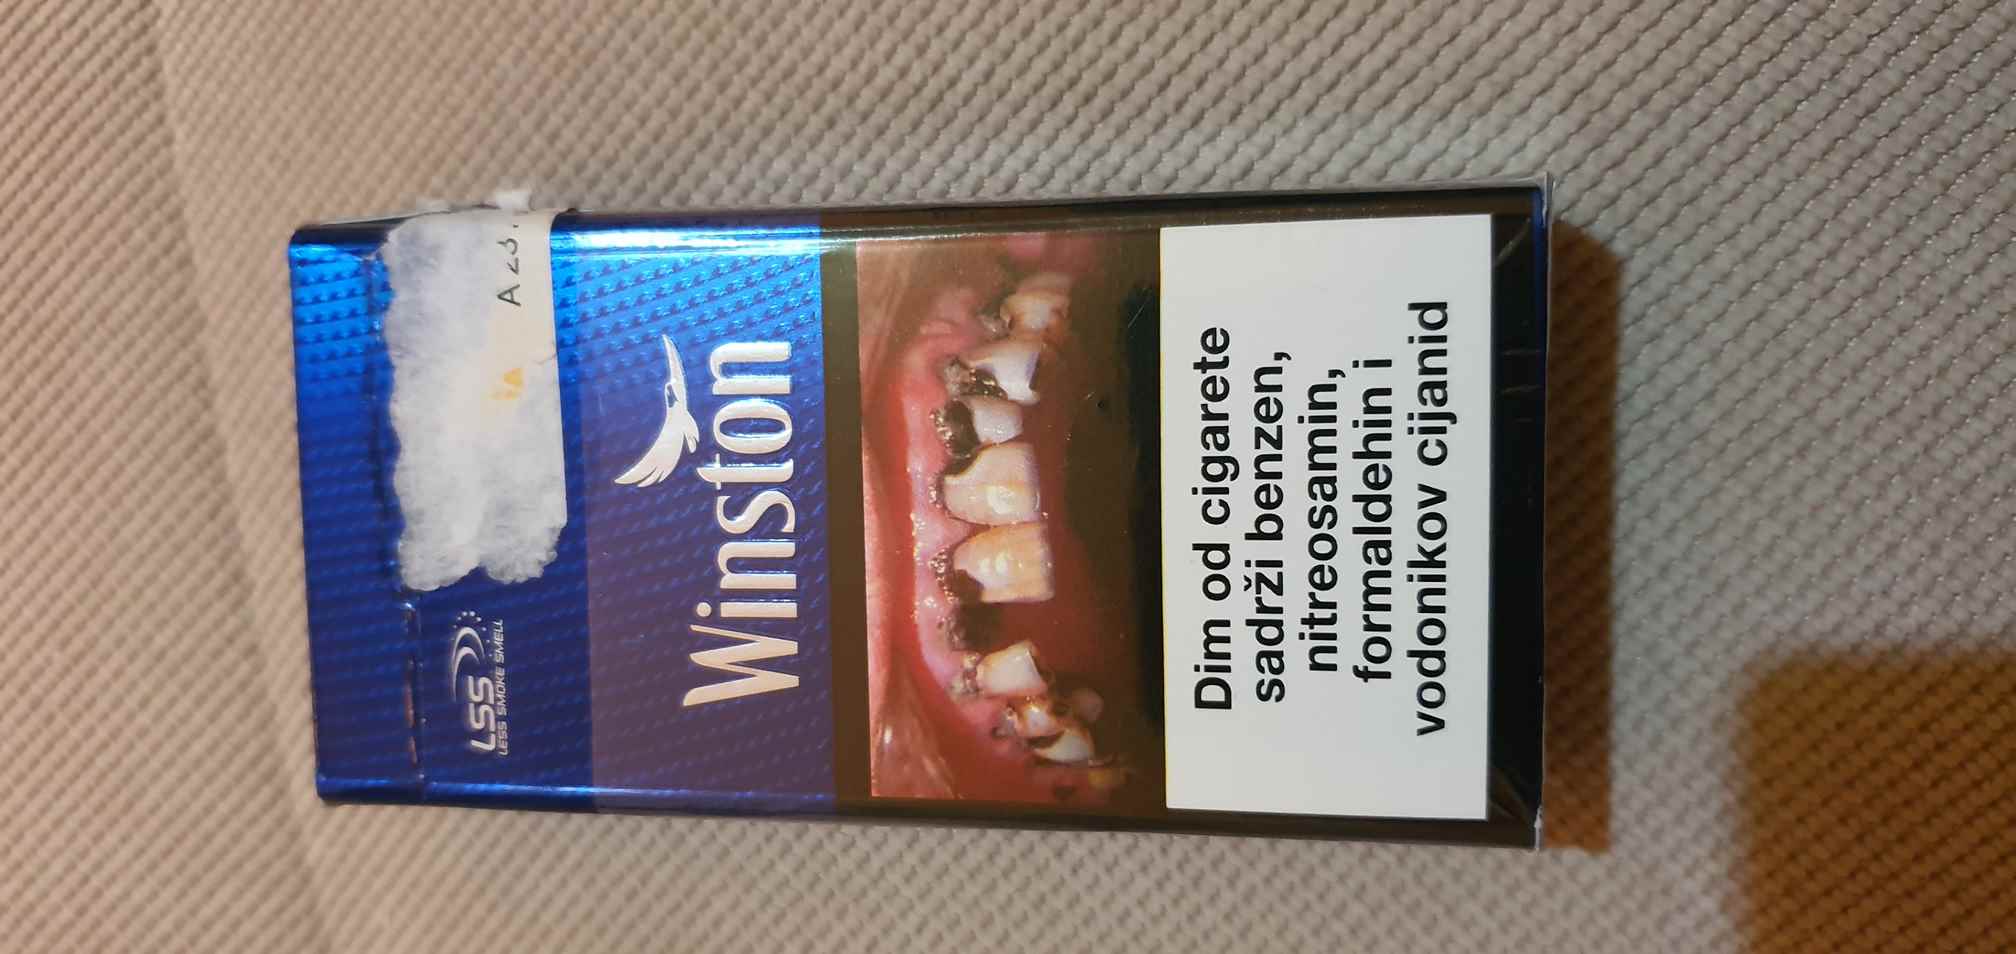 LSS
LESS SMOKE SMELL
Winston
Dim od cigarete
sadrži benzen,
nitreosamin,
formaldehin i
vodonikov cijanid